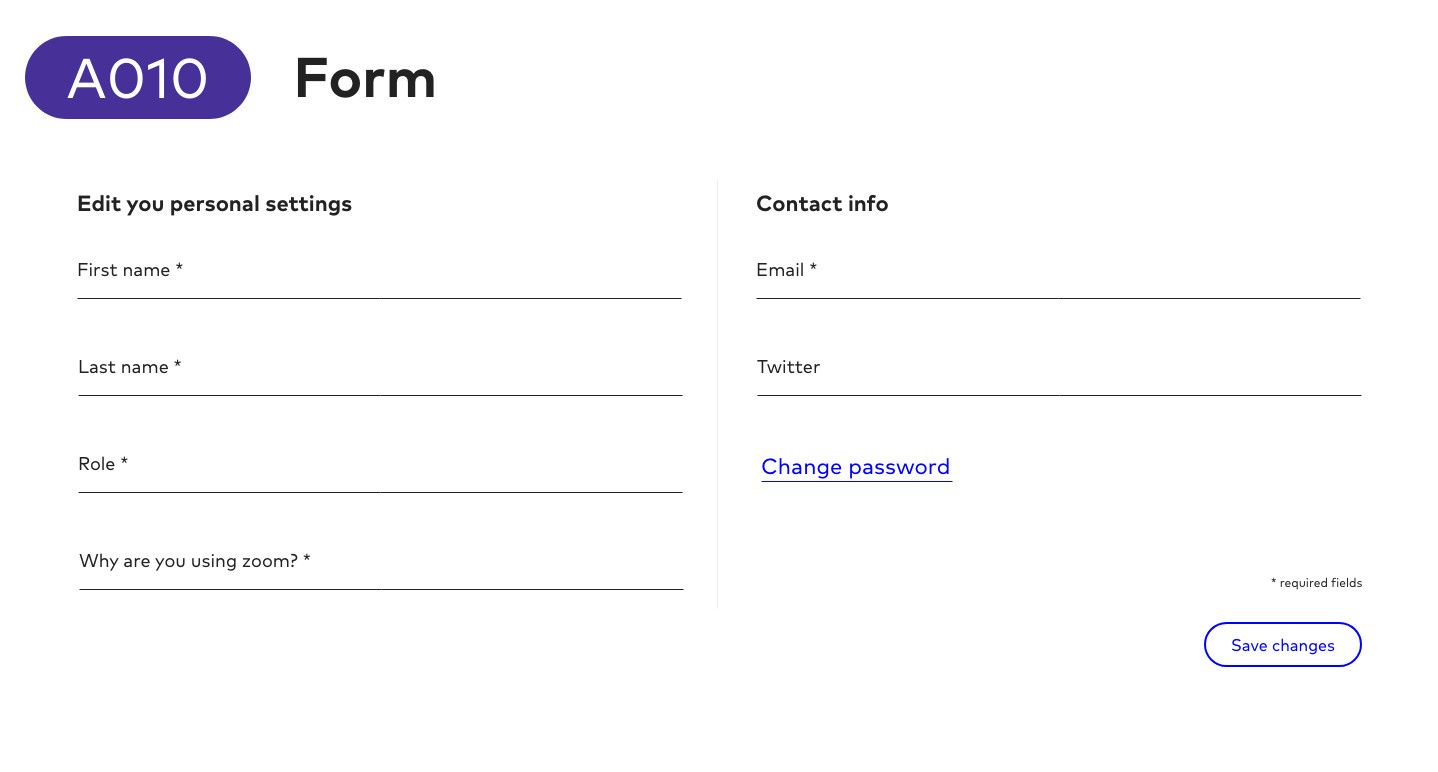 A010 Form
Edit you personal settings
First name *
Last name *
Role *
Why are you using zoom? *
Contact info
Email *
Twitter
Change password
* required fields
Save changes